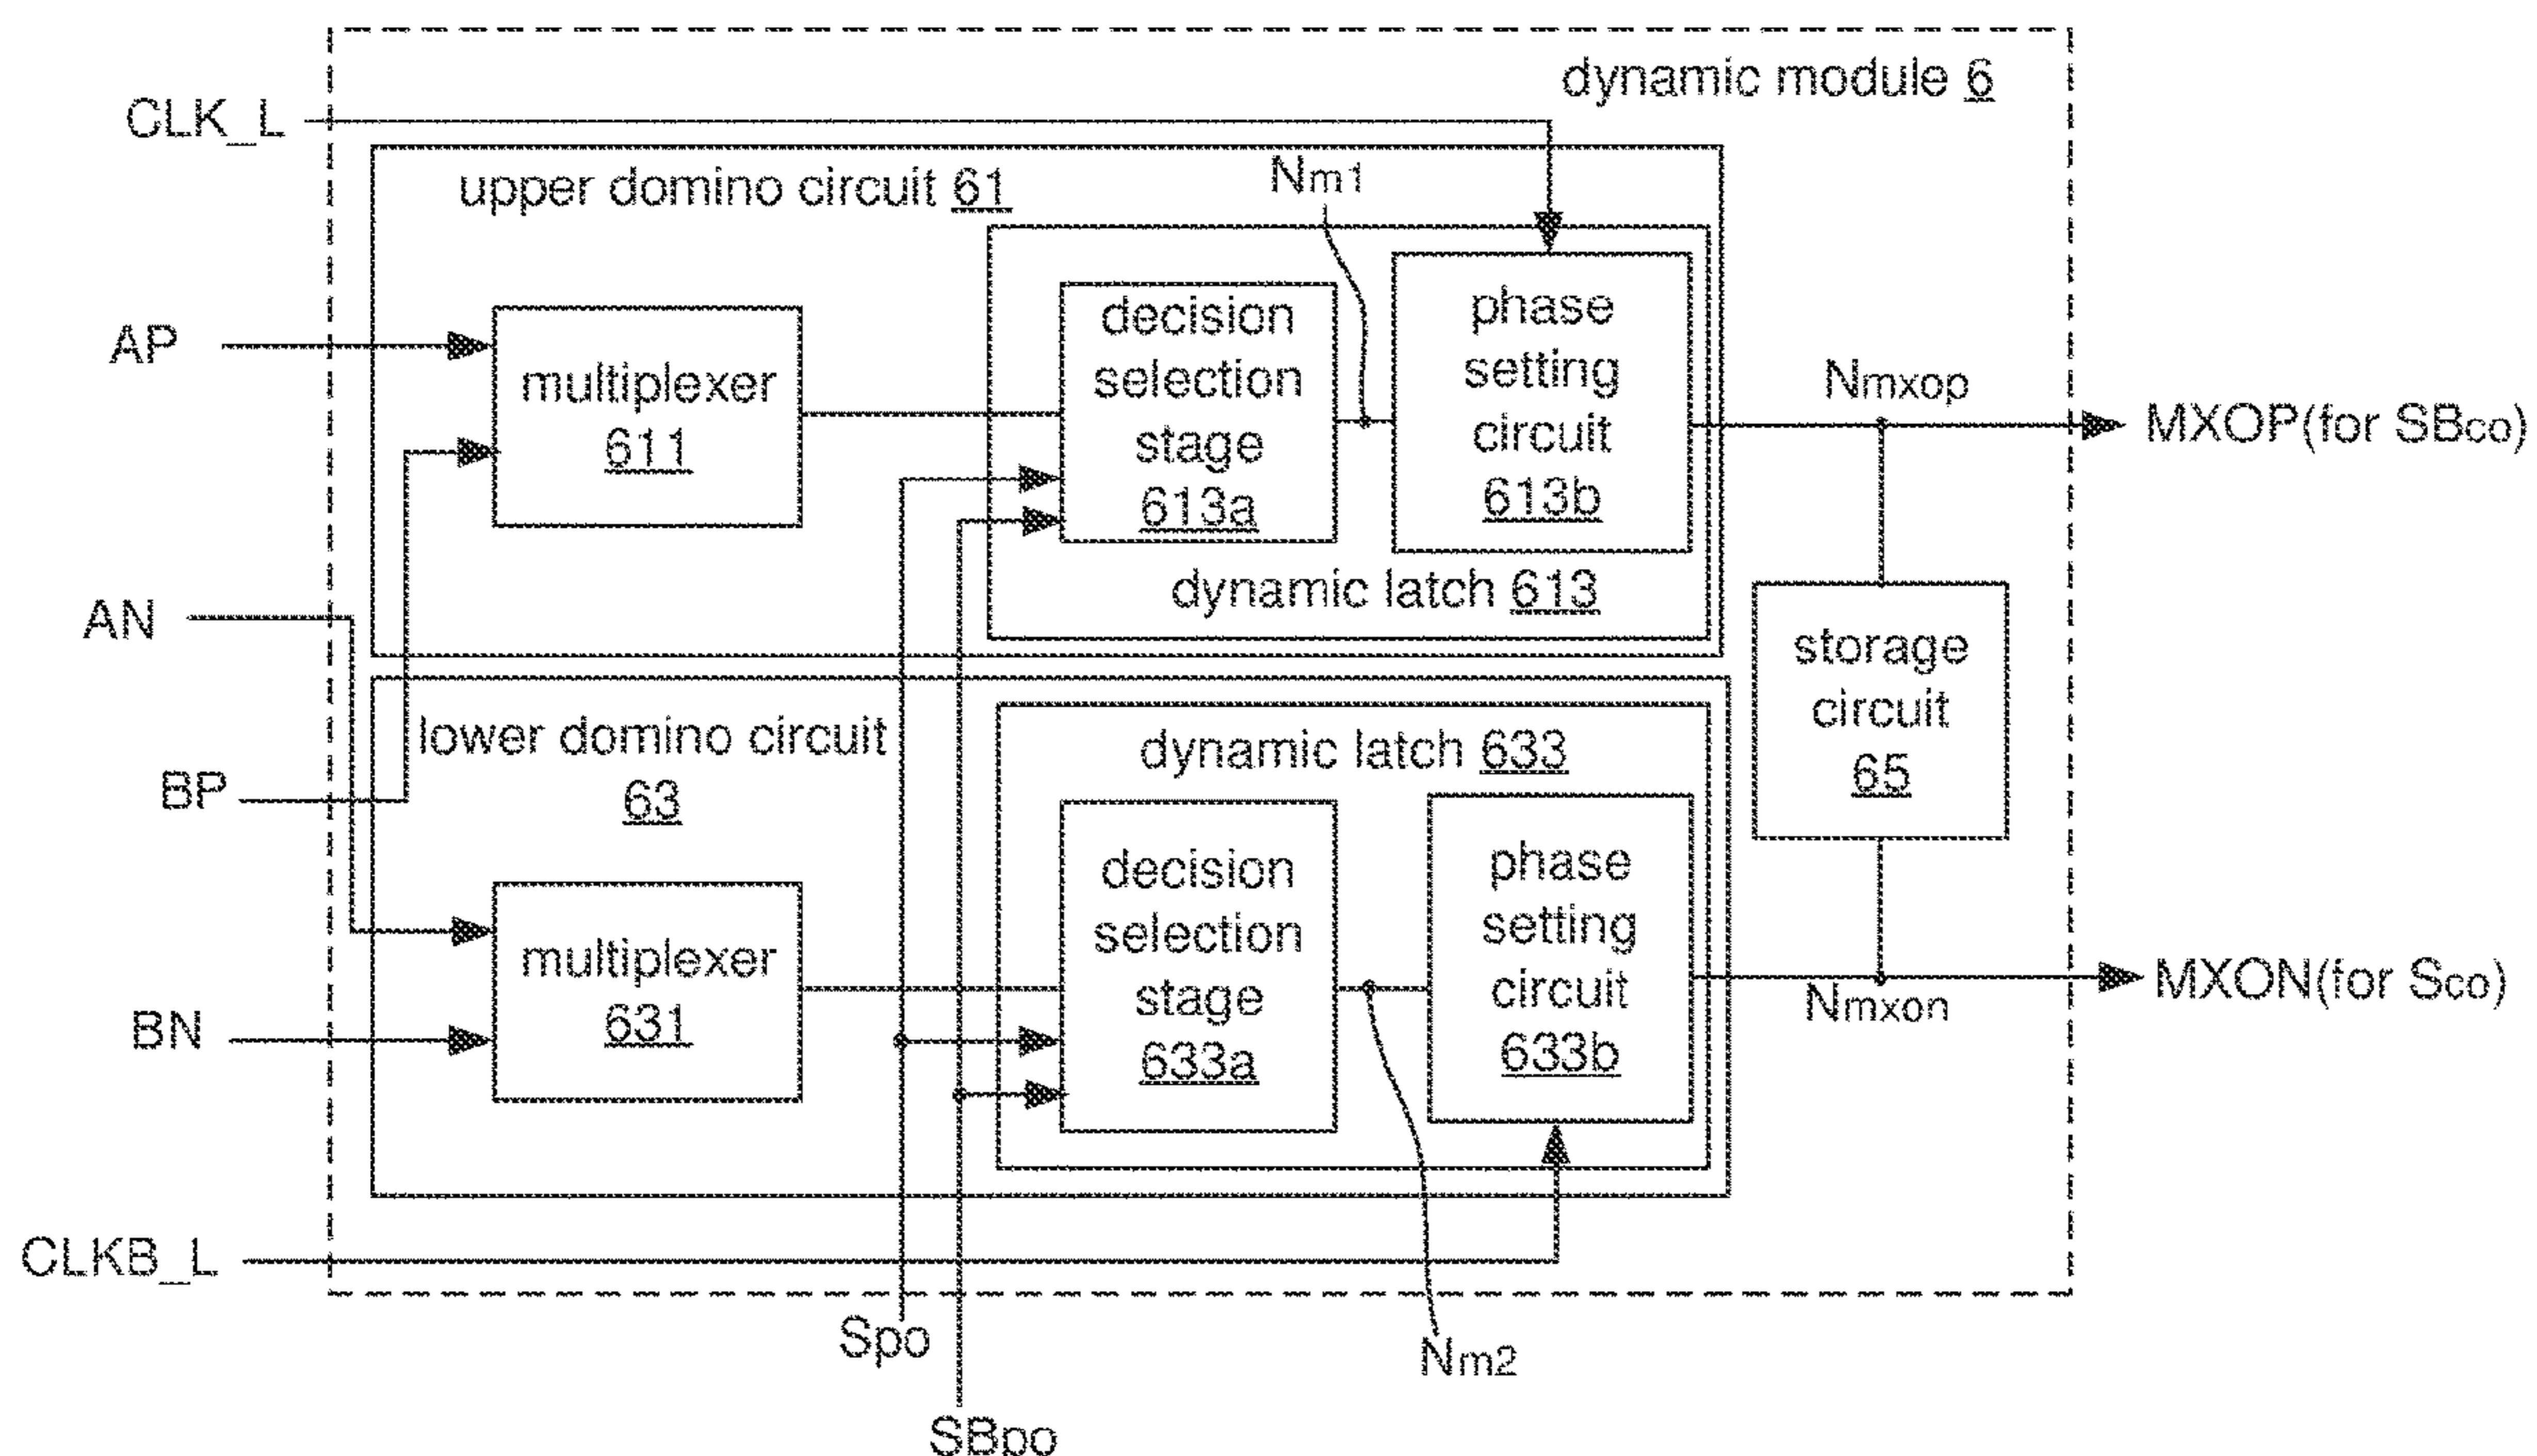 dynamic module 6
CLK_L
upper domino circuit 61
Nm1
AP
multiplexer
611
decision
selection
stage
613a
phase
setting
circuit
613b
Nmxop
MXOP(for SBco)
dynamic latch 613
AN
storage
circuit
65
lower domino circuit
63
dynamic latch 633
BP
multiplexer
631
decision
selection
stage
633a
phase
setting
circuit
633b
BN
Nmxon
MXON(for Sco)
CLKB_L
Spo
Nm2
SBpo